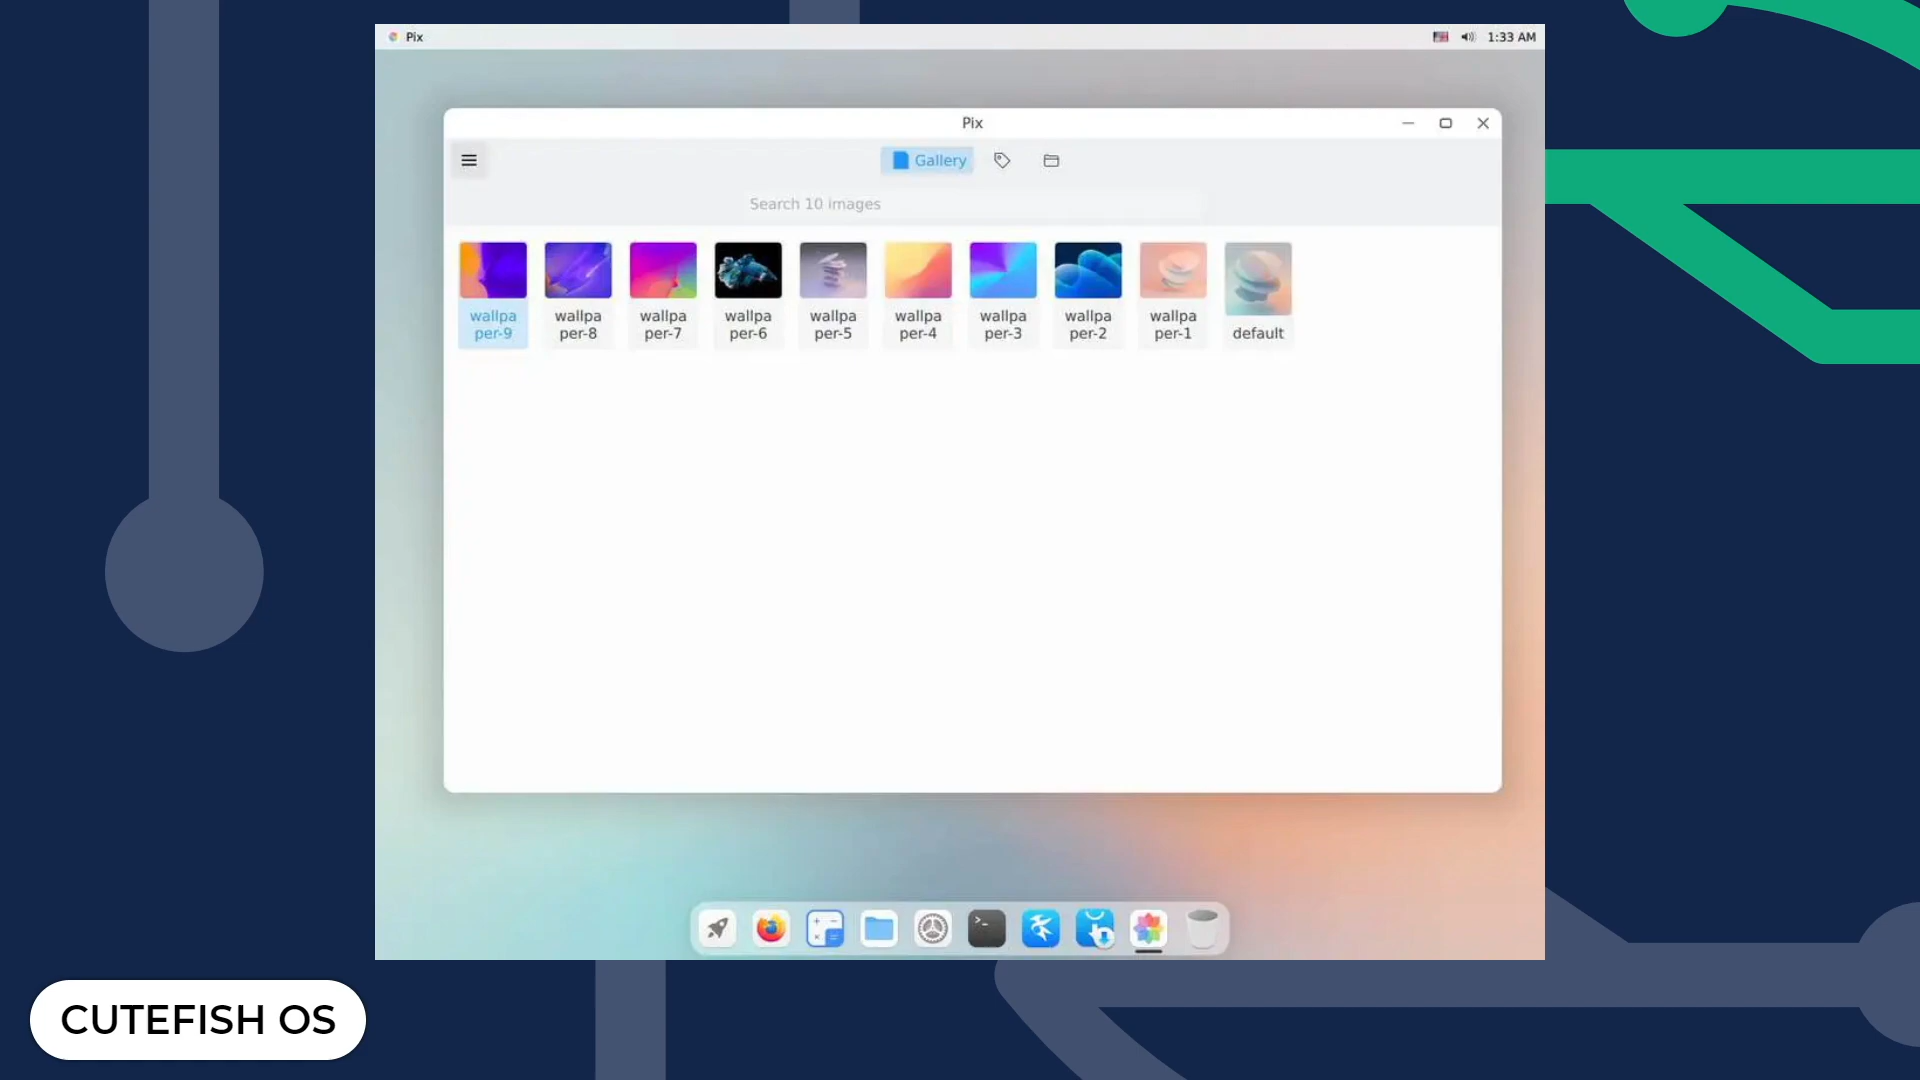 Pix
1:33 AM
Pix
Gallery
Search 10 images
wallpa
per-9
wallpa
per-8
wallpa
per-7
wallpa
per-6
wallpa
per-5
wallpa
per-4
wallpa
per-3
wallpa
per-2
wallpa
per-1
default
CUTEFISH OS